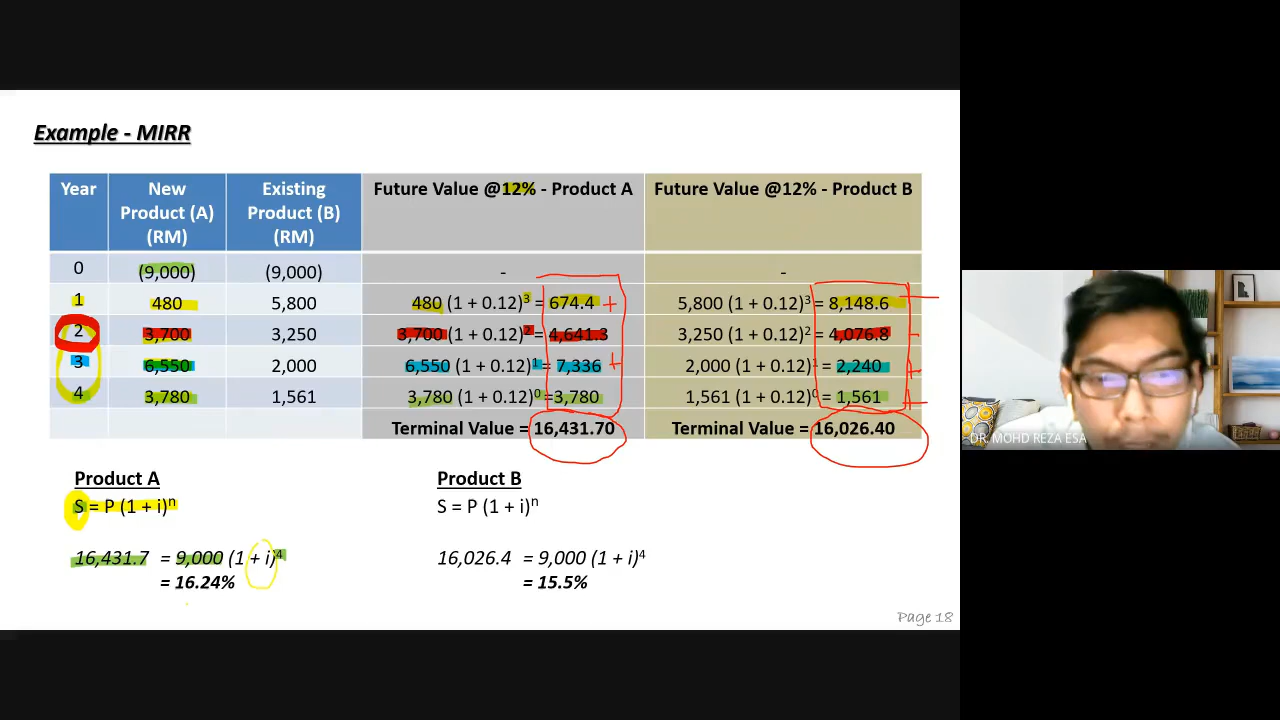 Example - MIRR
Year New Product (A) (RM) Existing Product (B) (RM) Future Value @12% - Product A Future Value @12% - Product B
0 (9,000) (9,000) - -
1 480 5,800 480 (1 + 0.12)³ = 674.4 5,800 (1 + 0.12)³ = 8,148.6
2 3,700 3,250 3,700 (1 + 0.12)² = 4,641.3 3,250 (1 + 0.12)² = 4,076.8
3 6,550 2,000 6,550 (1 + 0.12)¹ = 7,336 2,000 (1 + 0.12)¹ = 2,240
4 3,780 1,561 3,780 (1 + 0.12)⁰ =3,780 1,561 (1 + 0.12)⁰ = 1,561
Terminal Value = 16,431.70 Terminal Value = 16,026.40
Product A
S = P (1 + i)ⁿ
16,431.7 = 9,000 (1 + i)⁴
= 16.24%
Product B
S = P (1 + i)ⁿ
16,026.4 = 9,000 (1 + i)⁴
= 15.5%
Page 18
DR. MOHD REZA ESA